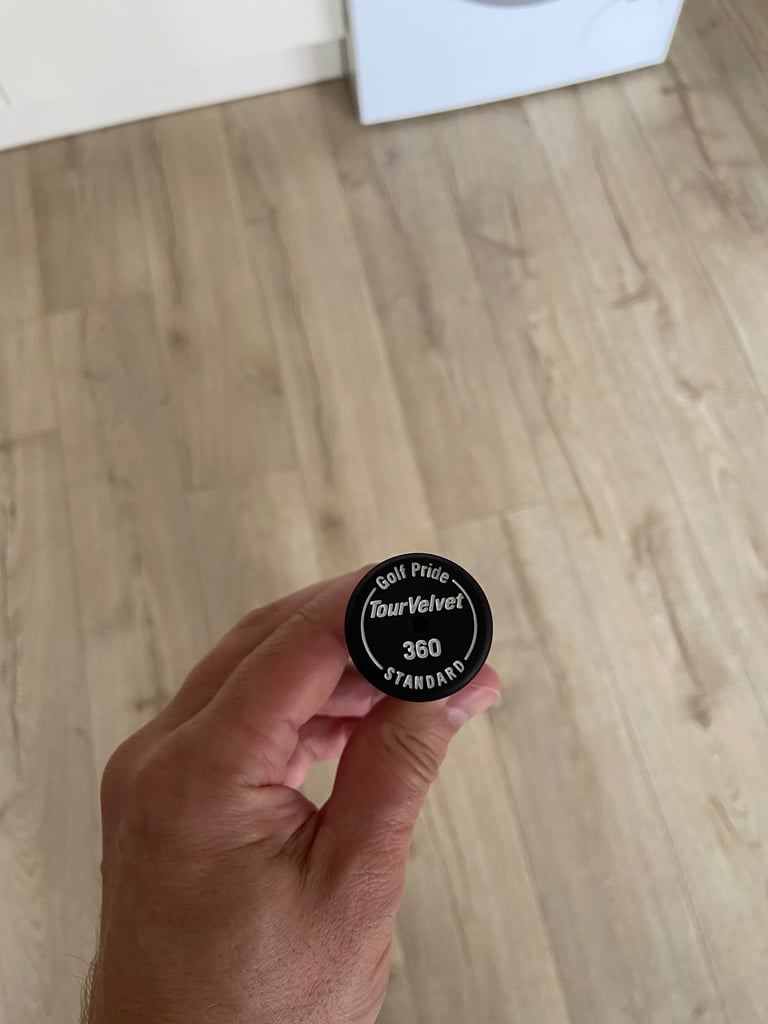 Golf Pride
TourVelvet
360
STANDARD